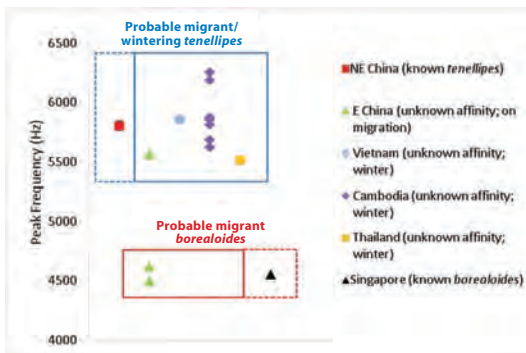 Probable migrant/
wintering tenellipes
6500
6000
5500
5000
4500
4000
Peak Frequency (Hz)
Probable migrant
borealoides
NE China (known tenellipes)
E China (unknown affinity; on
migration)
Vietnam (unknown affinity;
winter)
Cambodia (unknown affinity;
winter)
Thailand (unknown affinity;
winter)
Singapore (known borealoides)